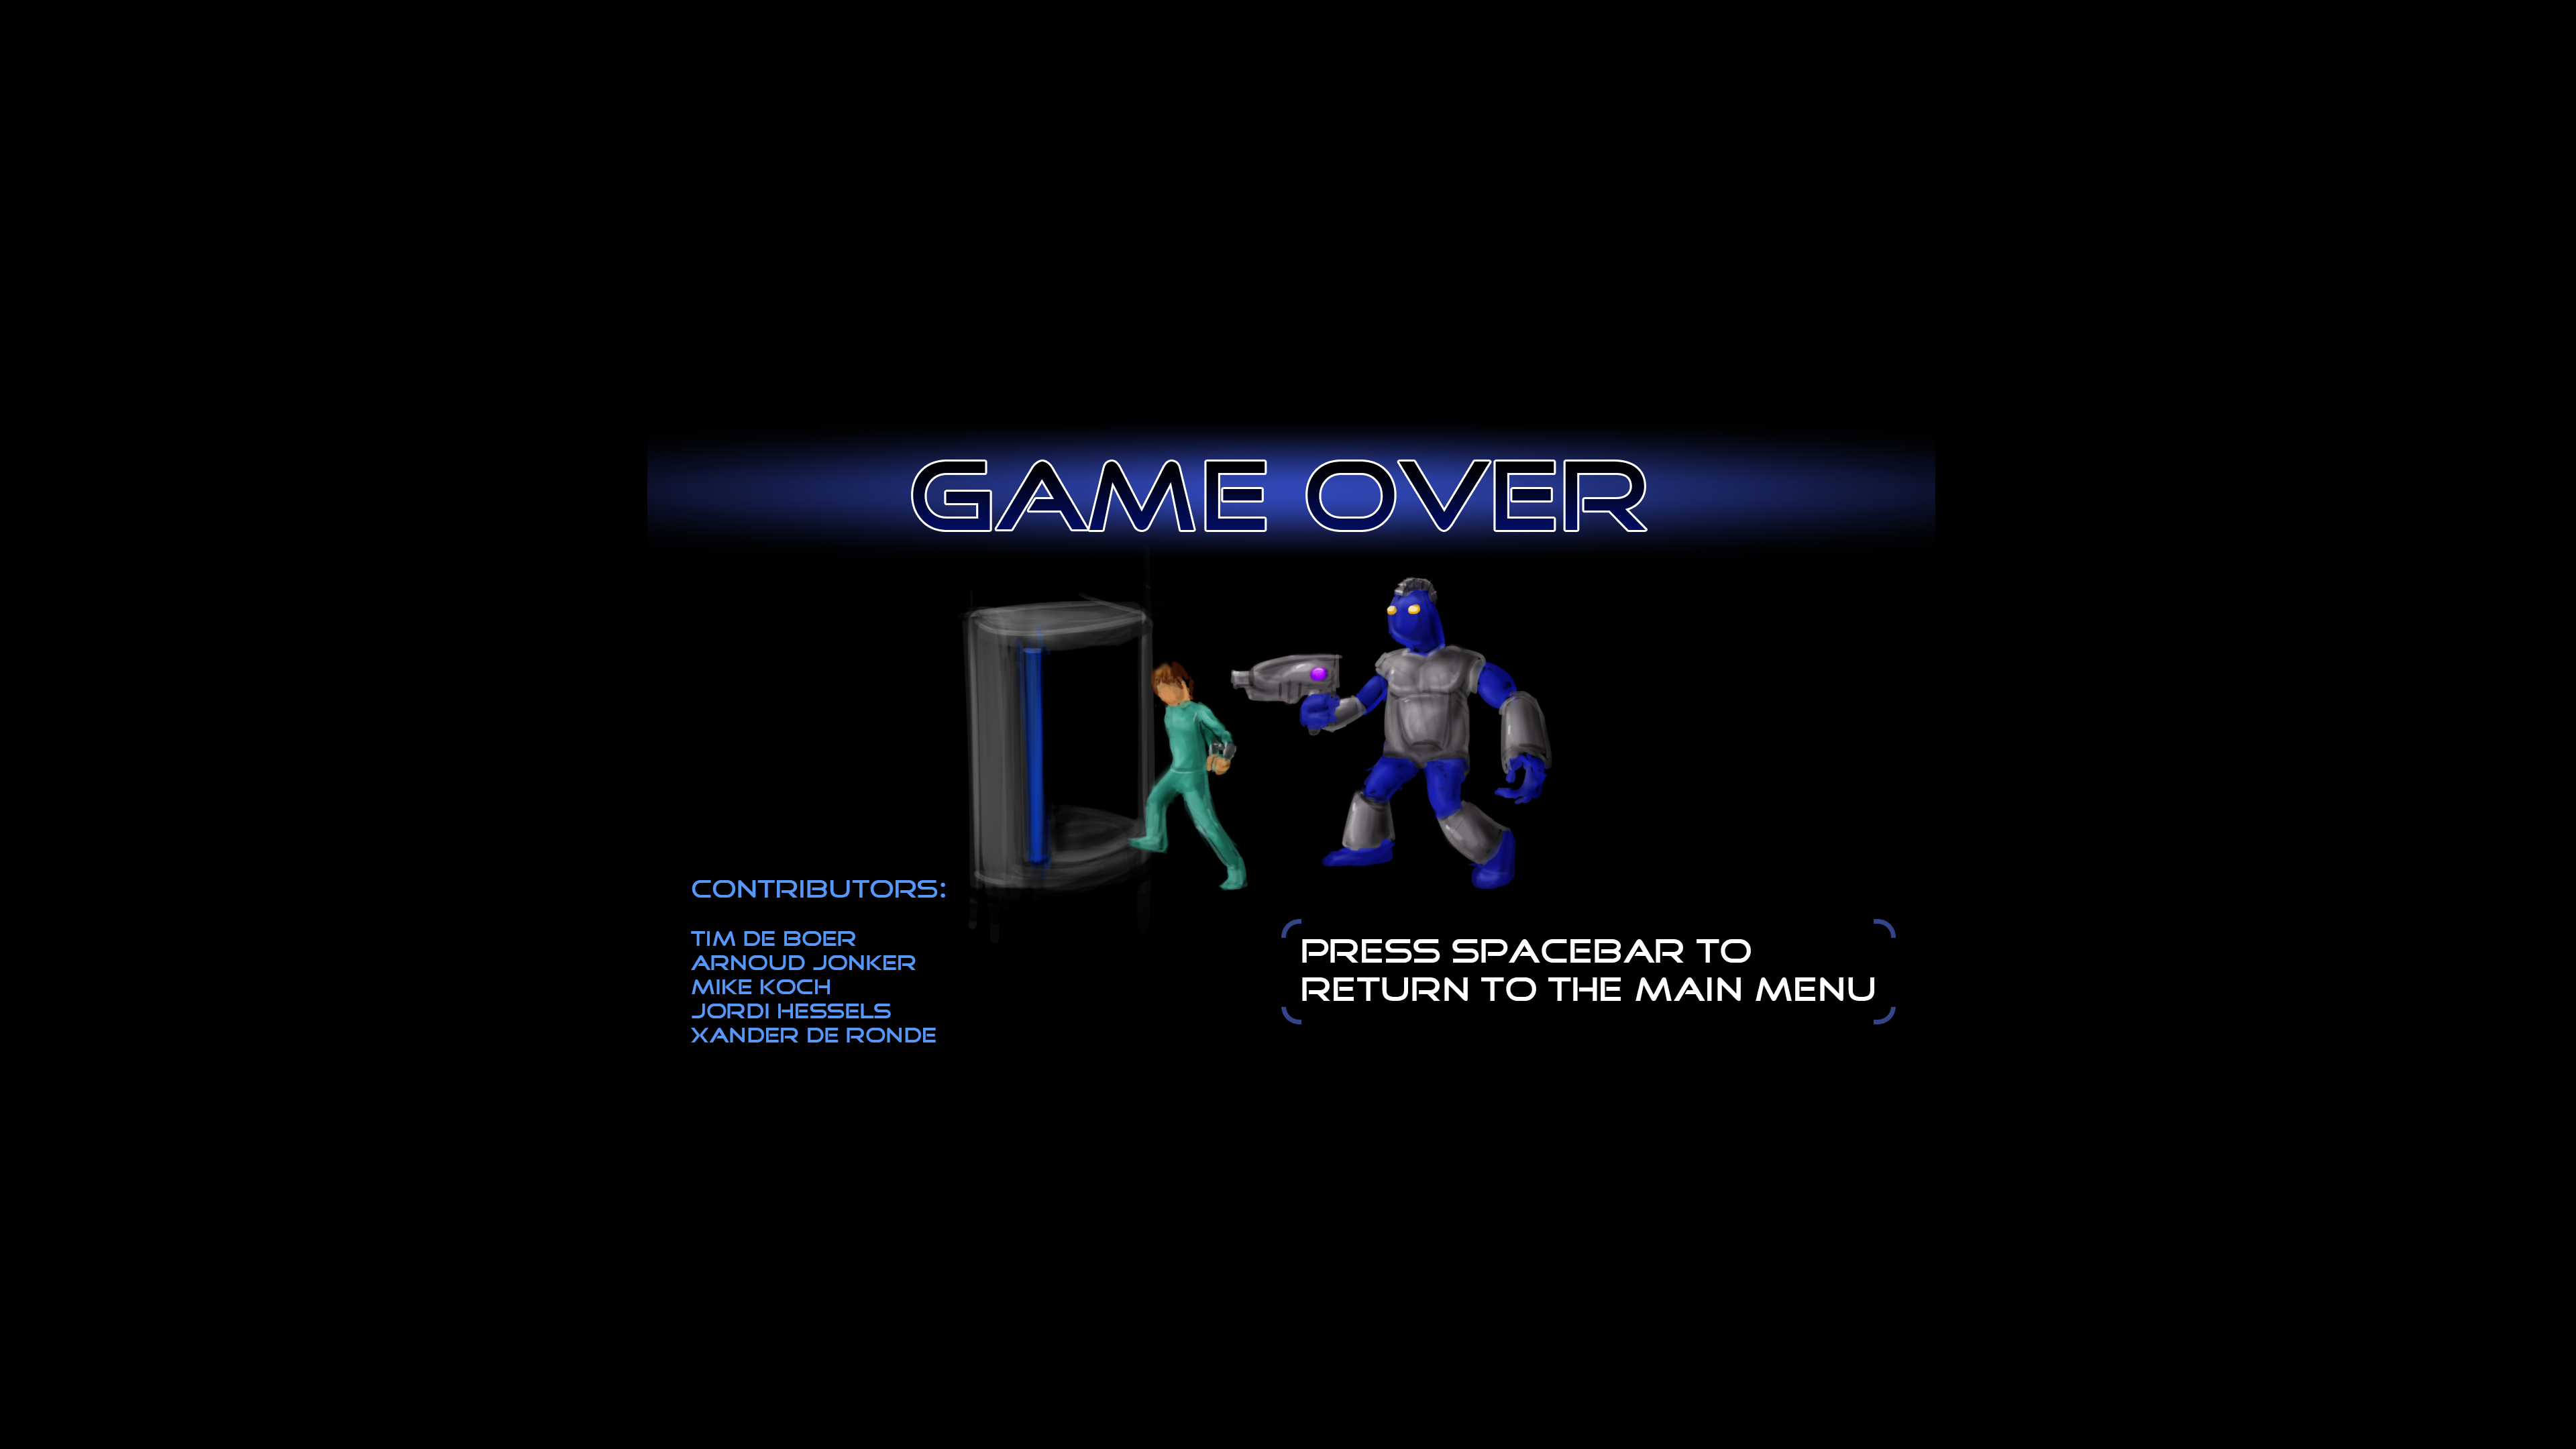 GAME OVER
CONTRIBUTORS:
TIM DE BOER
ARNOUD JONKER
MIKE KOCH
JORDI HESSELS
XANDER DE RONDE
PRESS SPACEBAR TO
RETURN TO THE MAIN MENU